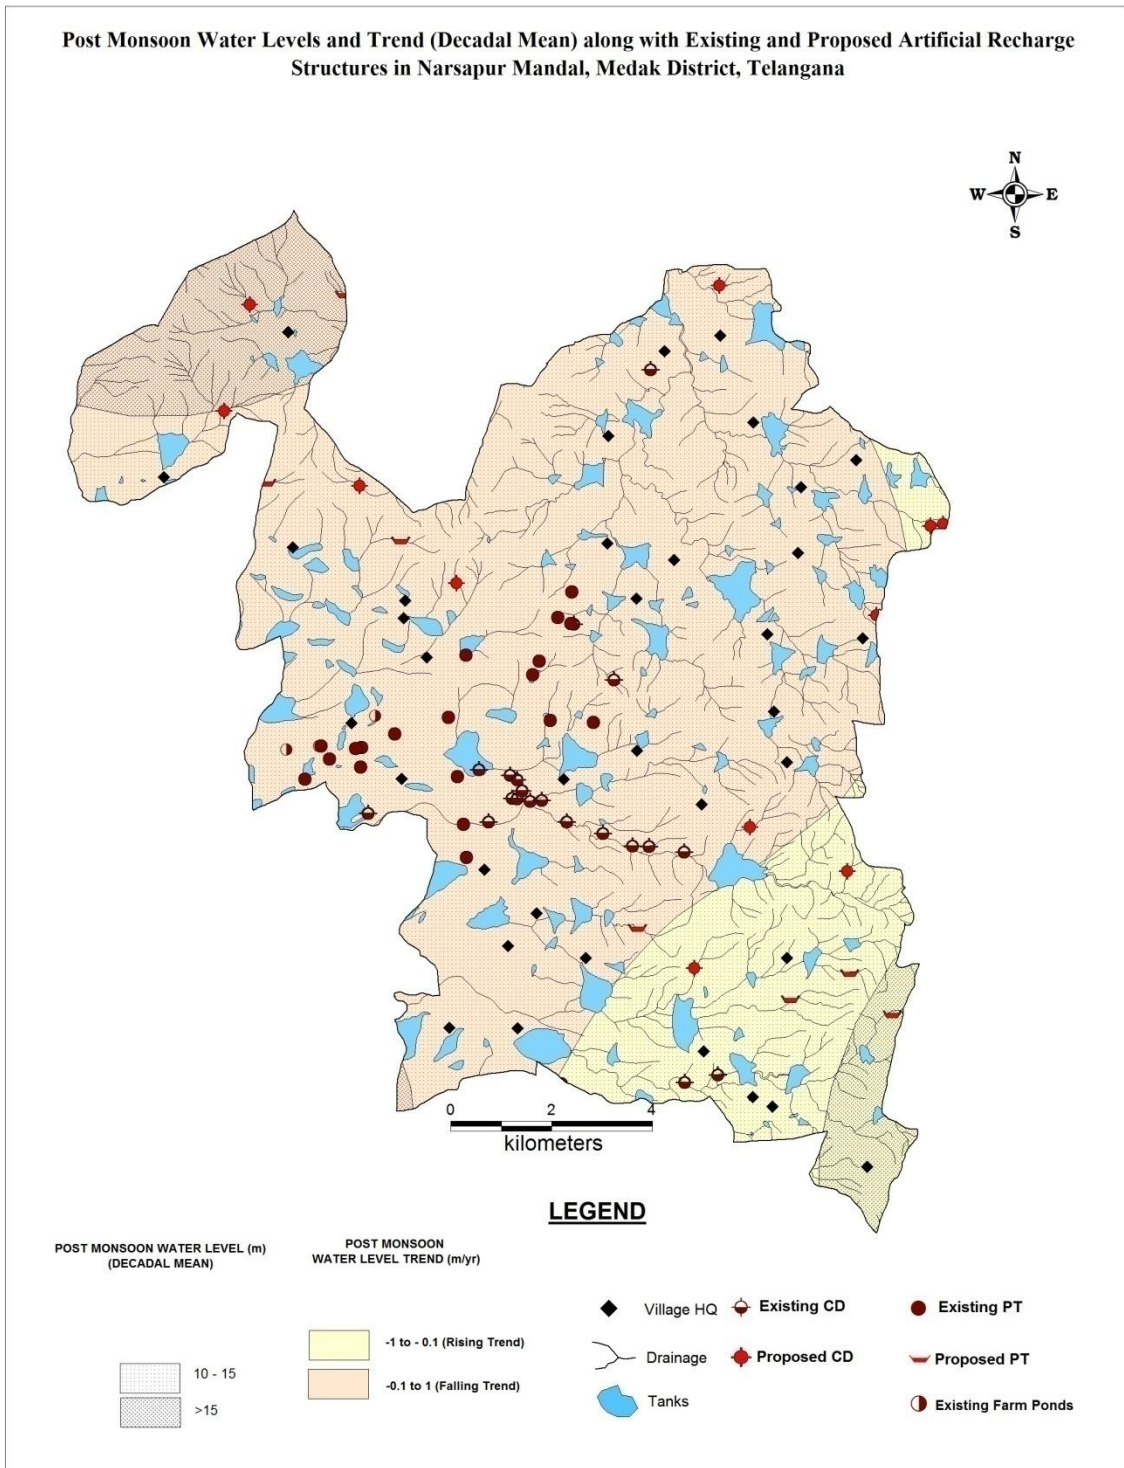 Post Monsoon Water Levels and Trend (Decadal Mean) along with Existing and Proposed Artificial Recharge
Structures in Narsapur Mandal, Medak District, Telangana
N
W E
S
0 2 4
kilometers
LEGEND
POST MONSOON WATER LEVEL (m)
(DECADAL MEAN)
10 - 15
>15
POST MONSOON
WATER LEVEL TREND (m/yr)
-1 to - 0.1 (Rising Trend)
-0.1 to 1 (Falling Trend)
Village HQ
Drainage
Tanks
Existing CD
Proposed CD
Existing PT
Proposed PT
Existing Farm Ponds